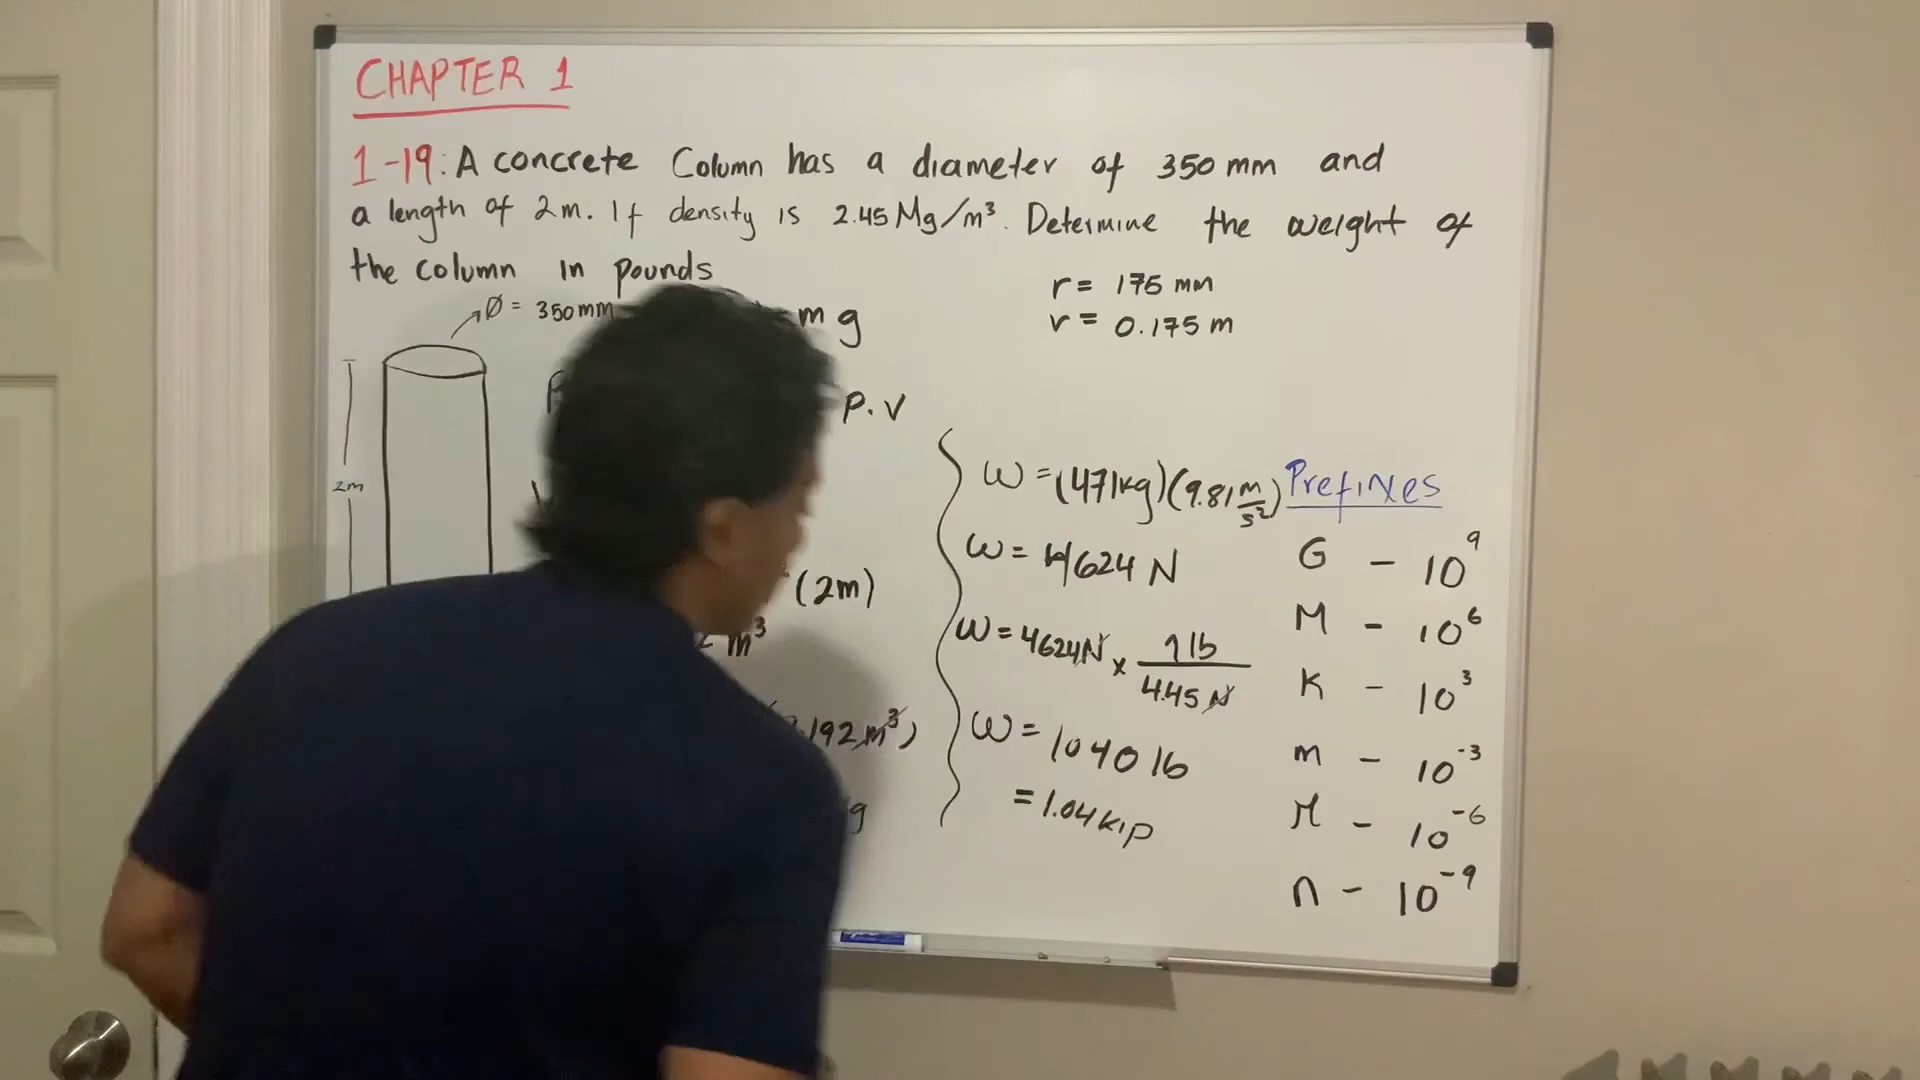 CHAPTER 1
1-19: A concrete Column has a diameter of 350 mm and
a length of 2m. If density is 2.45 Mg/m³. Determine the weight of
the column in pounds
Ø = 350mm
mg
r = 175 mm
r = 0.175 m
P.V
2m
(2m)
m³
192 m³)
g
W = (471kg)(9.81 m/s²)
W = 4624 N
W = 4624N x 1 lb / 4.45 N
W = 1040 lb
= 1.04 kip
Prefixes
G - 10⁹
M - 10⁶
K - 10³
m - 10⁻³
μ - 10⁻⁶
n - 10⁻⁹